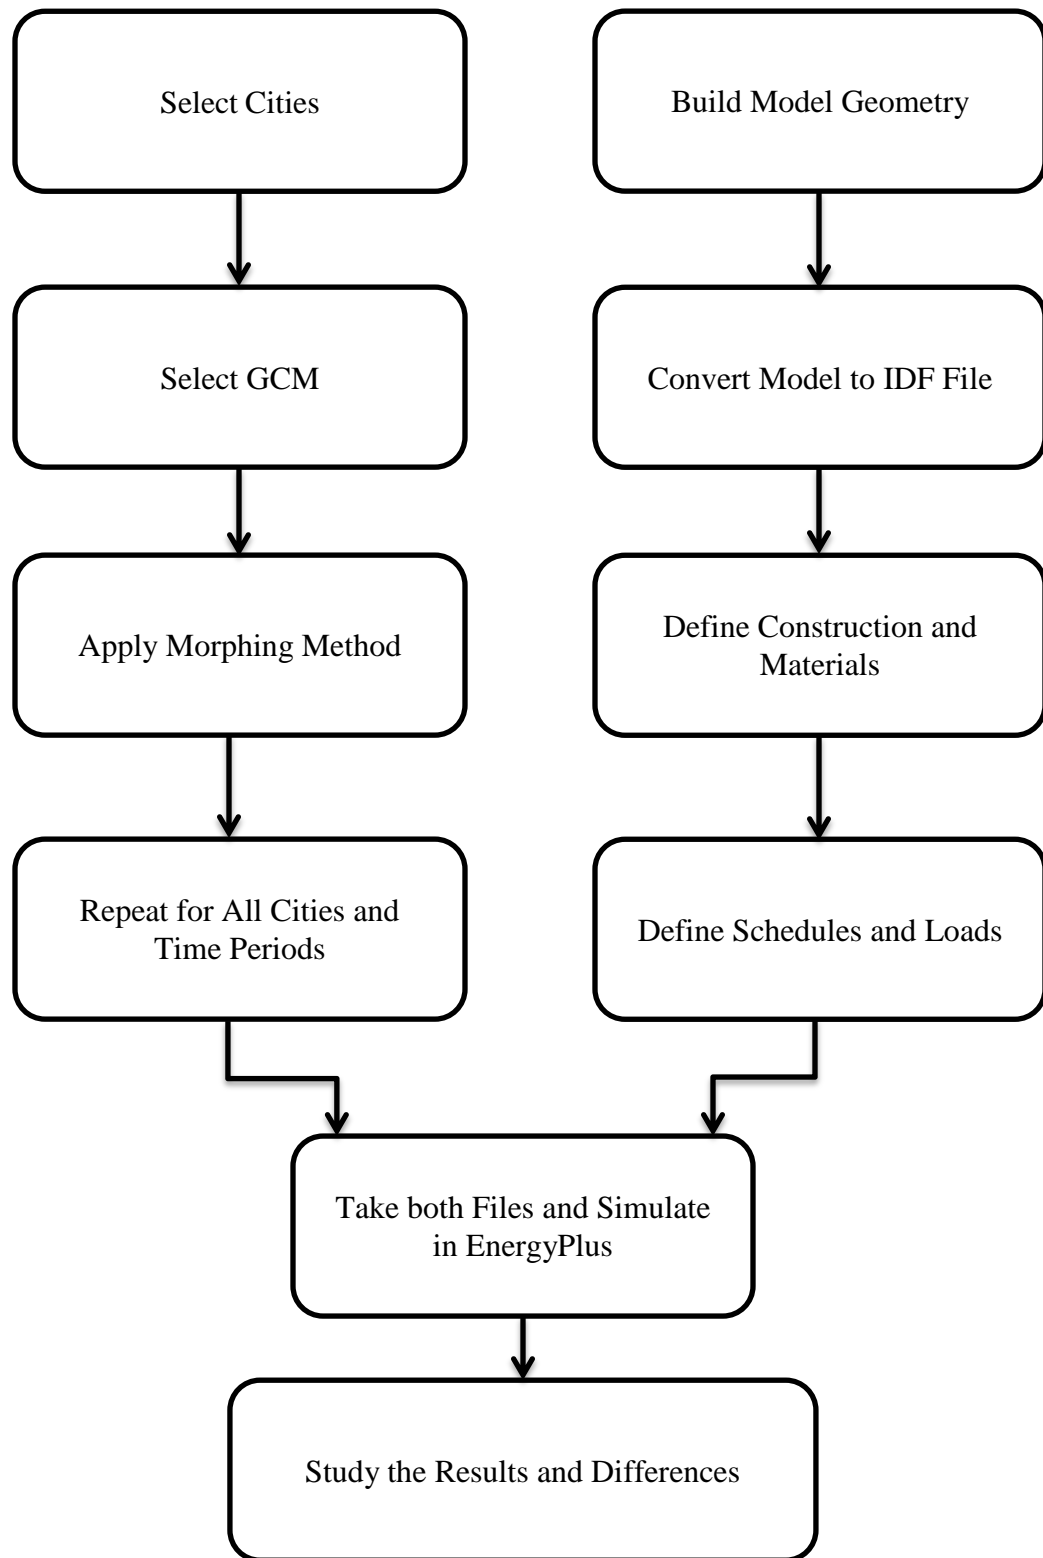 Select Cities
Build Model Geometry
Select GCM
Convert Model to IDF File
Apply Morphing Method
Define Construction and
Materials
Repeat for All Cities and
Time Periods
Define Schedules and Loads
Take both Files and Simulate
in EnergyPlus
Study the Results and Differences